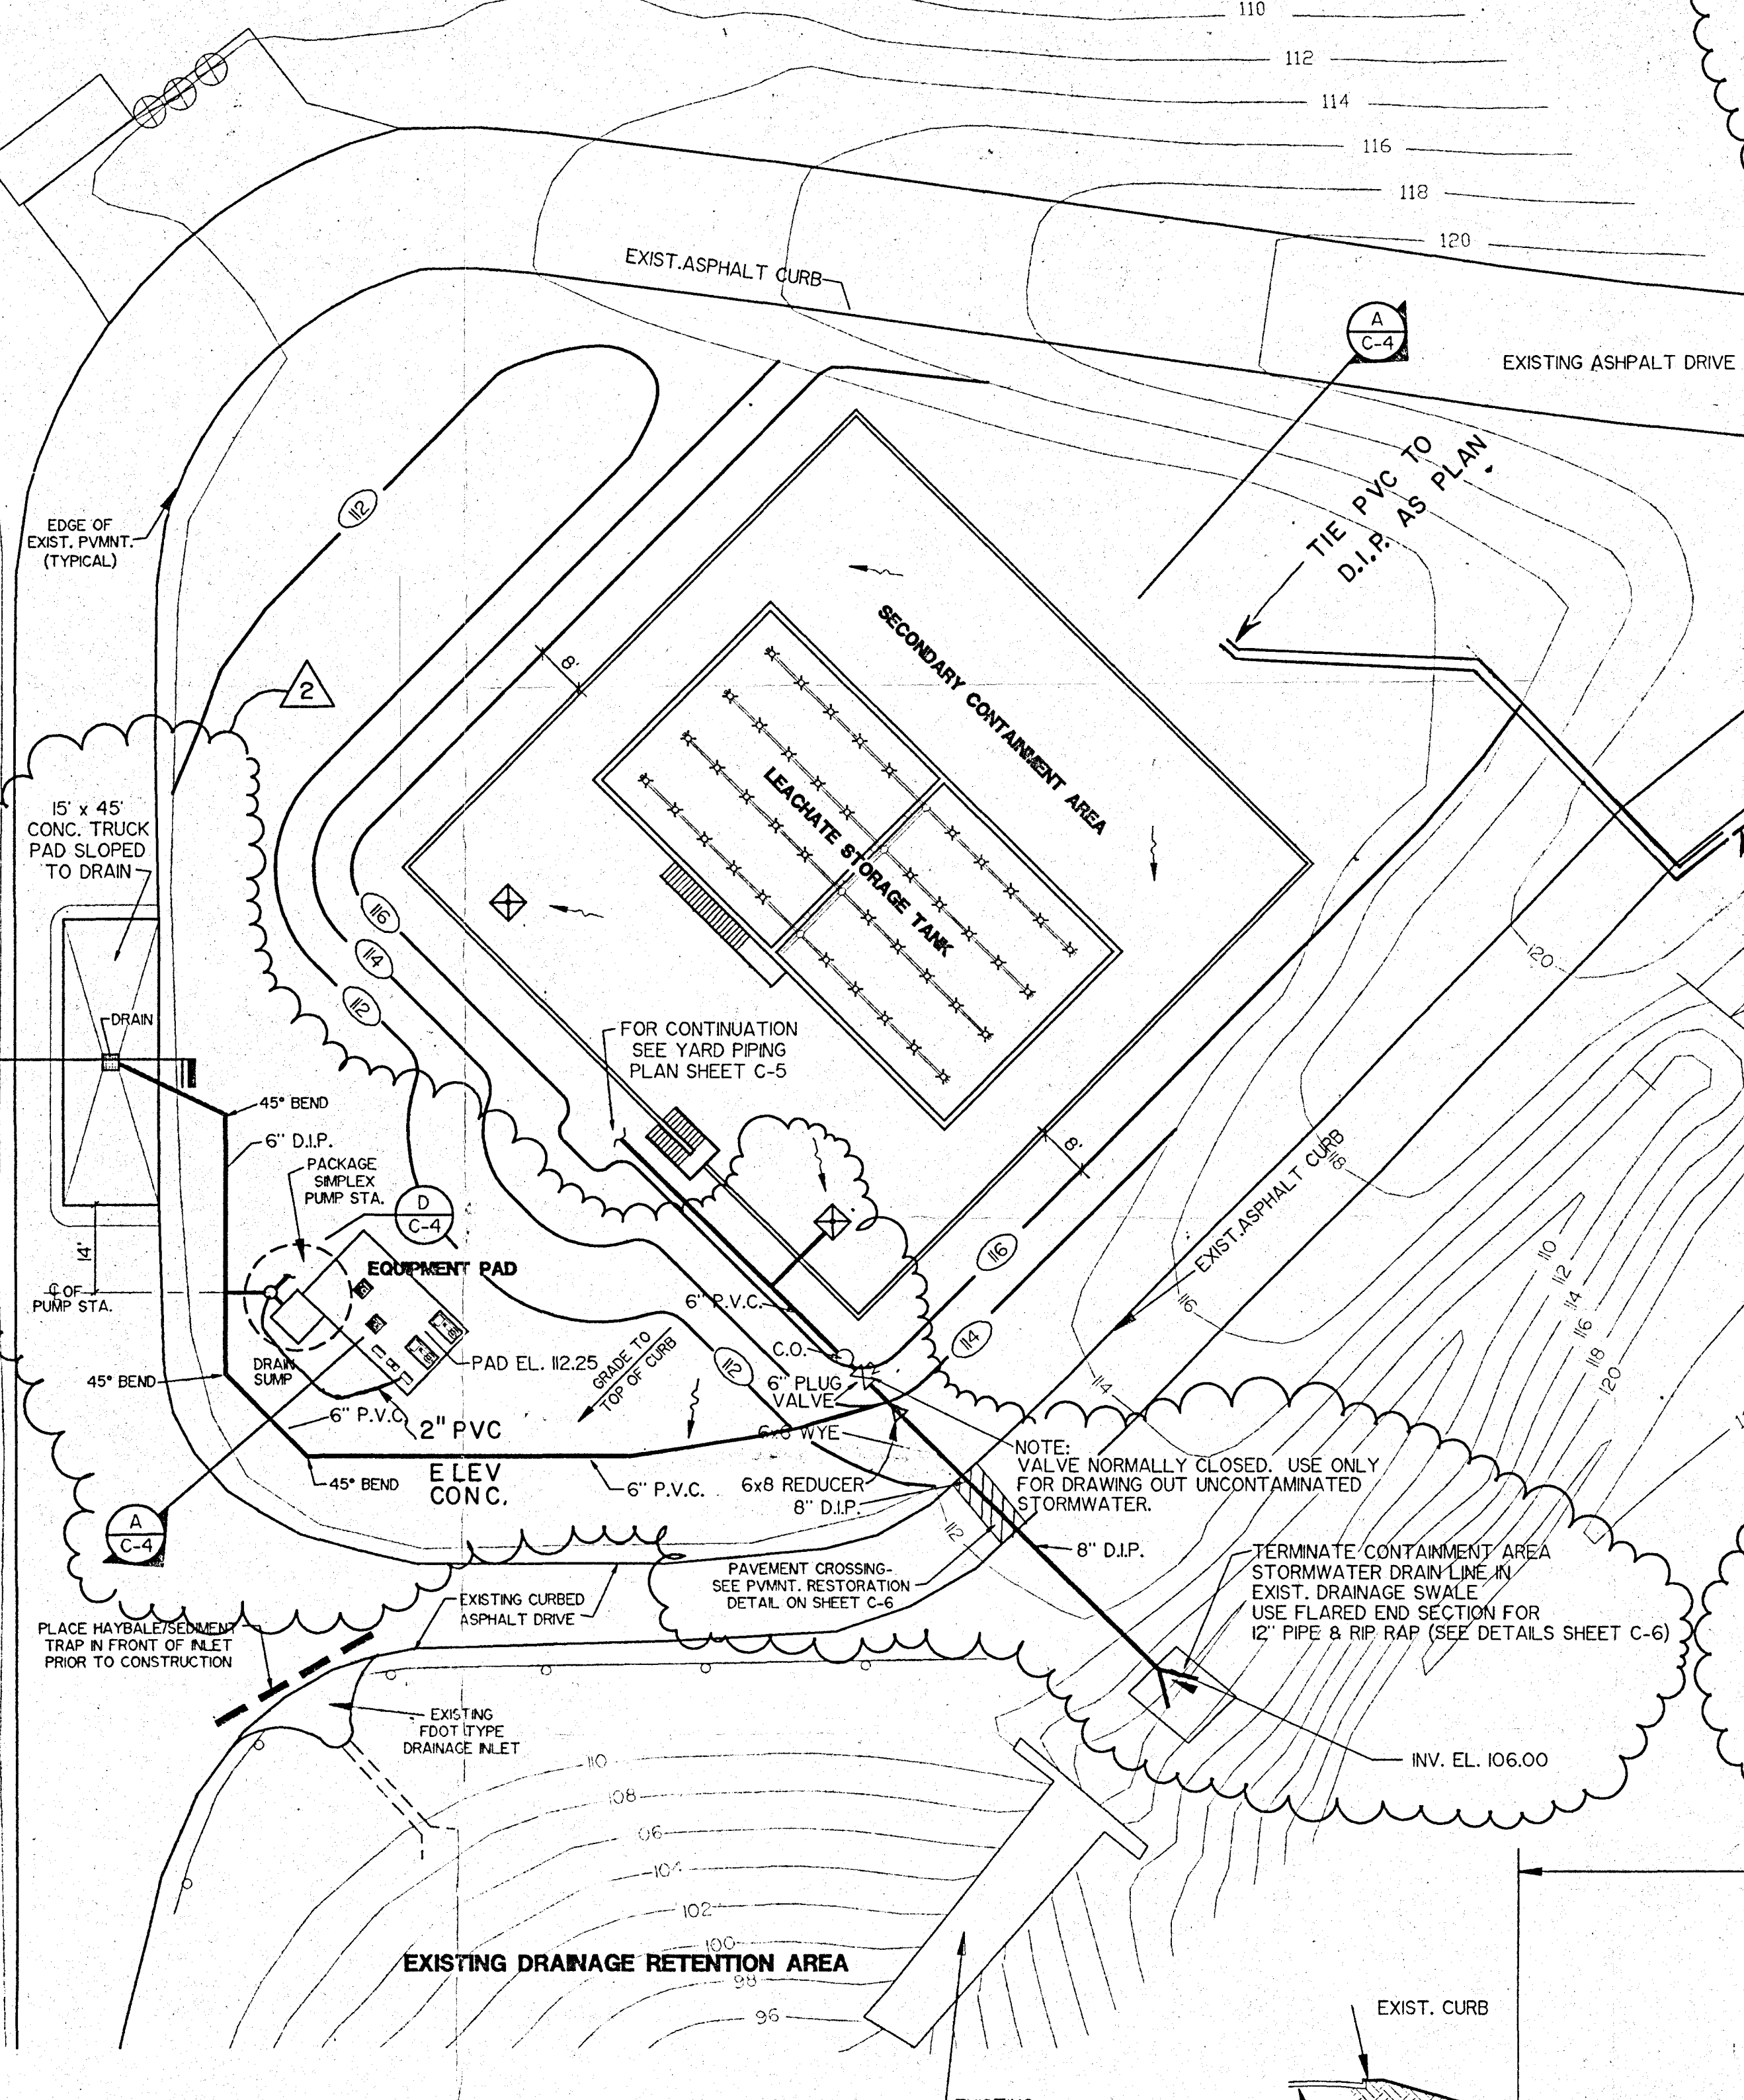 110
112
114
116
118
120
EXIST. ASPHALT CURB
A
C-4
EXISTING ASHPALT DRIVE
TIE PVC TO
D.I.P. AS PLAN
112
EDGE OF
EXIST. PVMNT.
(TYPICAL)
8'
SECONDARY CONTAINMENT AREA
2
LEACHATE STORAGE TANK
15' x 45'
CONC. TRUCK
PAD SLOPED
TO DRAIN
116
114
112
120
DRAIN
FOR CONTINUATION
SEE YARD PIPING
PLAN SHEET C-5
45° BEND
6" D.I.P.
8'
118
EXIST. ASPHALT CURB
PACKAGE
SIMPLEX
PUMP STA.
D
C-4
14'
EQUIPMENT PAD
116
110
112
114
116
118
120
℄ OF
PUMP STA.
6" P.V.C.
116
114
C.O.
GRADE TO
TOP OF CURB
112
DRAIN
SUMP
PAD EL. 112.25
45° BEND
6" PLUG
VALVE
114
6" P.V.C.
2" PVC
6x6 WYE
NOTE:
VALVE NORMALLY CLOSED. USE ONLY
FOR DRAWING OUT UNCONTAMINATED
STORMWATER.
45° BEND
ELEV
CONC.
6" P.V.C.
6x8 REDUCER
8" D.I.P.
112
A
C-4
8" D.I.P.
TERMINATE CONTAINMENT AREA
STORMWATER DRAIN LINE IN
EXIST. DRAINAGE SWALE
USE FLARED END SECTION FOR
12" PIPE & RIP RAP (SEE DETAILS SHEET C-6)
PAVEMENT CROSSING-
SEE PVMNT. RESTORATION
DETAIL ON SHEET C-6
EXISTING CURBED
ASPHALT DRIVE
PLACE HAYBALE/SEDIMENT
TRAP IN FRONT OF INLET
PRIOR TO CONSTRUCTION
EXISTING
FDOT TYPE
DRAINAGE INLET
INV. EL. 106.00
110
108
06
104
102
100
EXISTING DRAINAGE RETENTION AREA
98
96
EXIST. CURB
EXISTING